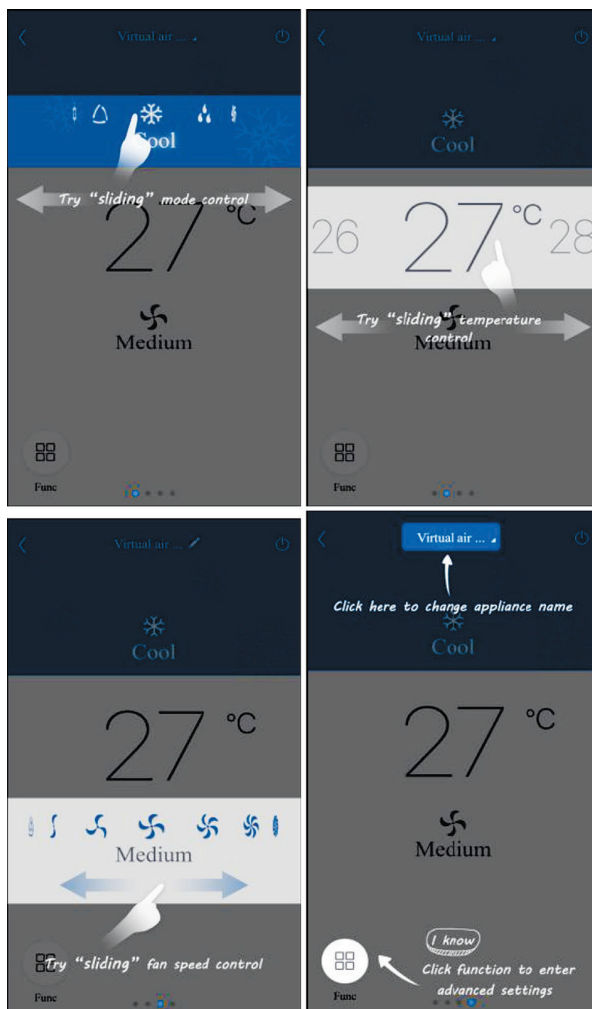 Virtual air ...
Cool
Try “sliding” mode control
27 °C
Medium
Func
Virtual air ...
Cool
26 27 °C 28
Try “sliding” temperature
control
Medium
Func
Virtual air ...
Cool
27 °C
Medium
Try “sliding” fan speed control
Func
Virtual air ...
Click here to change appliance name
Cool
27 °C
Medium
I know
Click function to enter
advanced settings
Func